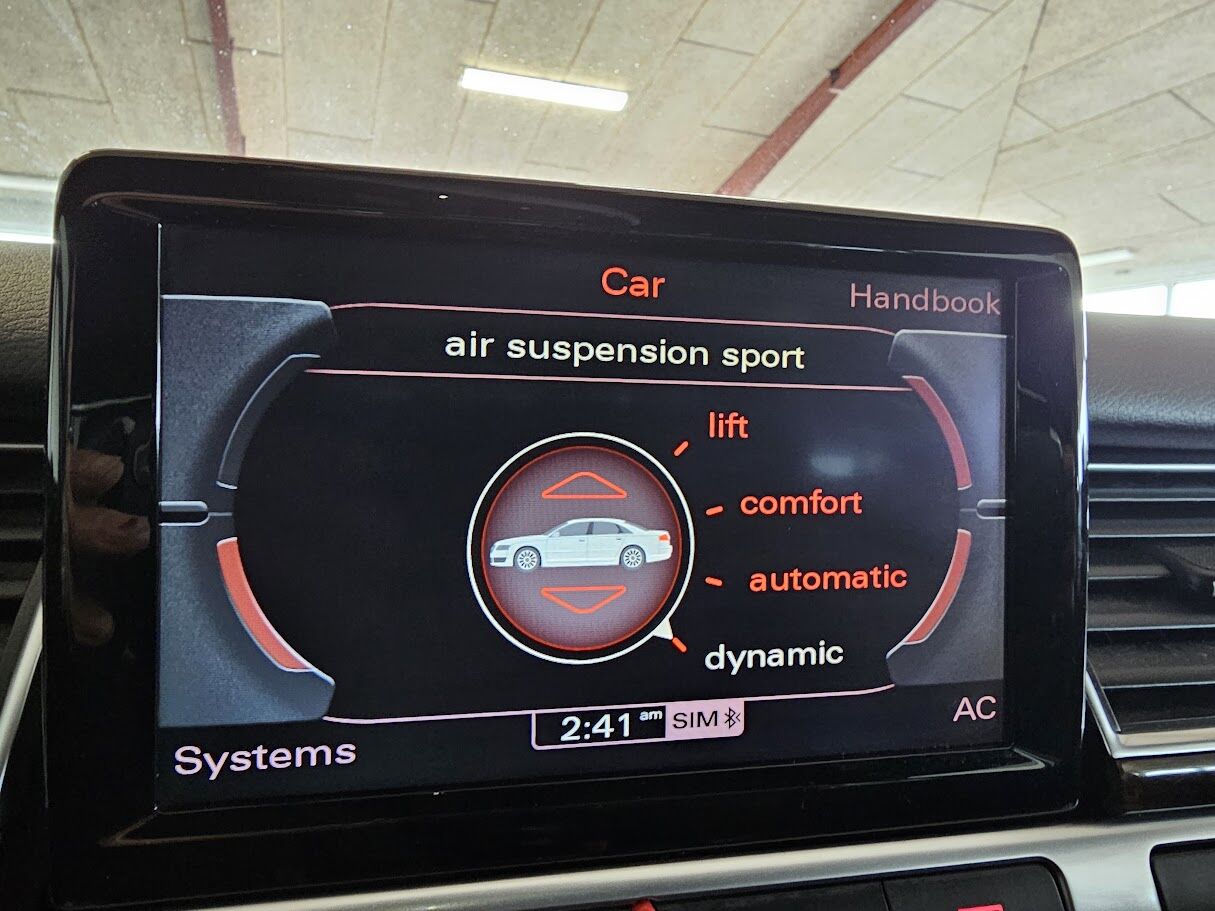 Car
Handbook
air suspension sport
lift
comfort
automatic
dynamic
2:41 am SIM
AC
Systems